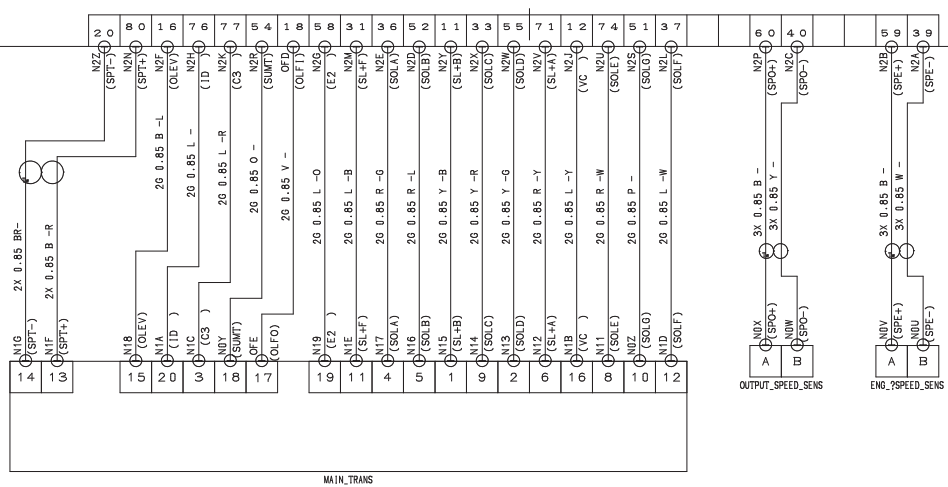 20 80 16 76 77 54 18 58 31 36 52 11 33 55 71 12 74 51 37 60 40 59 39
N2Z (SPT-)
N2N (SPT+)
N2F (OLEV)
N2H (ID )
N2K (C3 )
N2R (SUMT)
OFD (OLFI)
N2G (E2 )
N2M (SL+F)
N2E (SOLA)
N2D (SOLB)
N2Y (SL+B)
N2X (SOLC)
N2W (SOLD)
N2V (SL+A)
N2J (VC )
N2U (SOLE)
N2S (SOLG)
N2L (SOLF)
N2P (SPO+)
N2C (SPO-)
N2B (SPE+)
N2A (SPE-)
2X 0.85 BR-
2X 0.85 B -R
2G 0.85 B -L
2G 0.85 L -
2G 0.85 L -R
2G 0.85 O -
2G 0.85 V -
2G 0.85 L -O
2G 0.85 L -B
2G 0.85 R -G
2G 0.85 R -L
2G 0.85 Y -B
2G 0.85 Y -R
2G 0.85 Y -G
2G 0.85 R -Y
2G 0.85 L -Y
2G 0.85 R -W
2G 0.85 P -
2G 0.85 L -W
3X 0.85 B -
3X 0.85 Y -
3X 0.85 B -
3X 0.85 W -
N1G (SPT-)
N1F (SPT+)
N18 (OLEV)
N1A (ID )
N1C (C3 )
N0Y (SUMT)
OFE (OLFO)
N19 (E2 )
N1E (SL+F)
N17 (SOLA)
N16 (SOLB)
N15 (SL+B)
N14 (SOLC)
N13 (SOLD)
N12 (SL+A)
N1B (VC )
N11 (SOLE)
N0Z (SOLG)
N1D (SOLF)
N0X (SPO+)
N0W (SPO-)
N0V (SPE+)
N0U (SPE-)
14 13 15 20 3 18 17 19 11 4 5 1 9 2 6 16 8 10 12 A B A B
OUTPUT_SPEED_SENS ENG_?SPEED_SENS
MAIN_TRANS